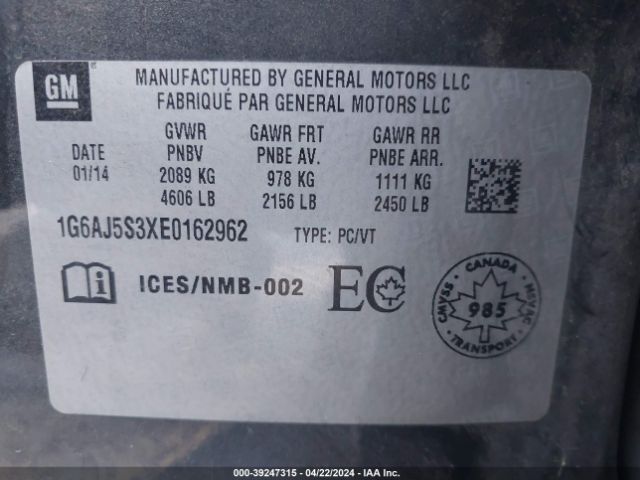 GM
MANUFACTURED BY GENERAL MOTORS LLC
FABRIQUÉ PAR GENERAL MOTORS LLC
DATE
01/14
GVWR
PNBV
2089 KG
4606 LB
GAWR FRT
PNBE AV.
978 KG
2156 LB
GAWR RR
PNBE ARR.
1111 KG
2450 LB
1G6AJ5S3XE0162962
TYPE: PC/VT
i
ICES/NMB-002
EC
CANADA
CMVSS
985
NSVAC
TRANSPORT
000-39247315 - 04/22/2024 - IAA Inc.